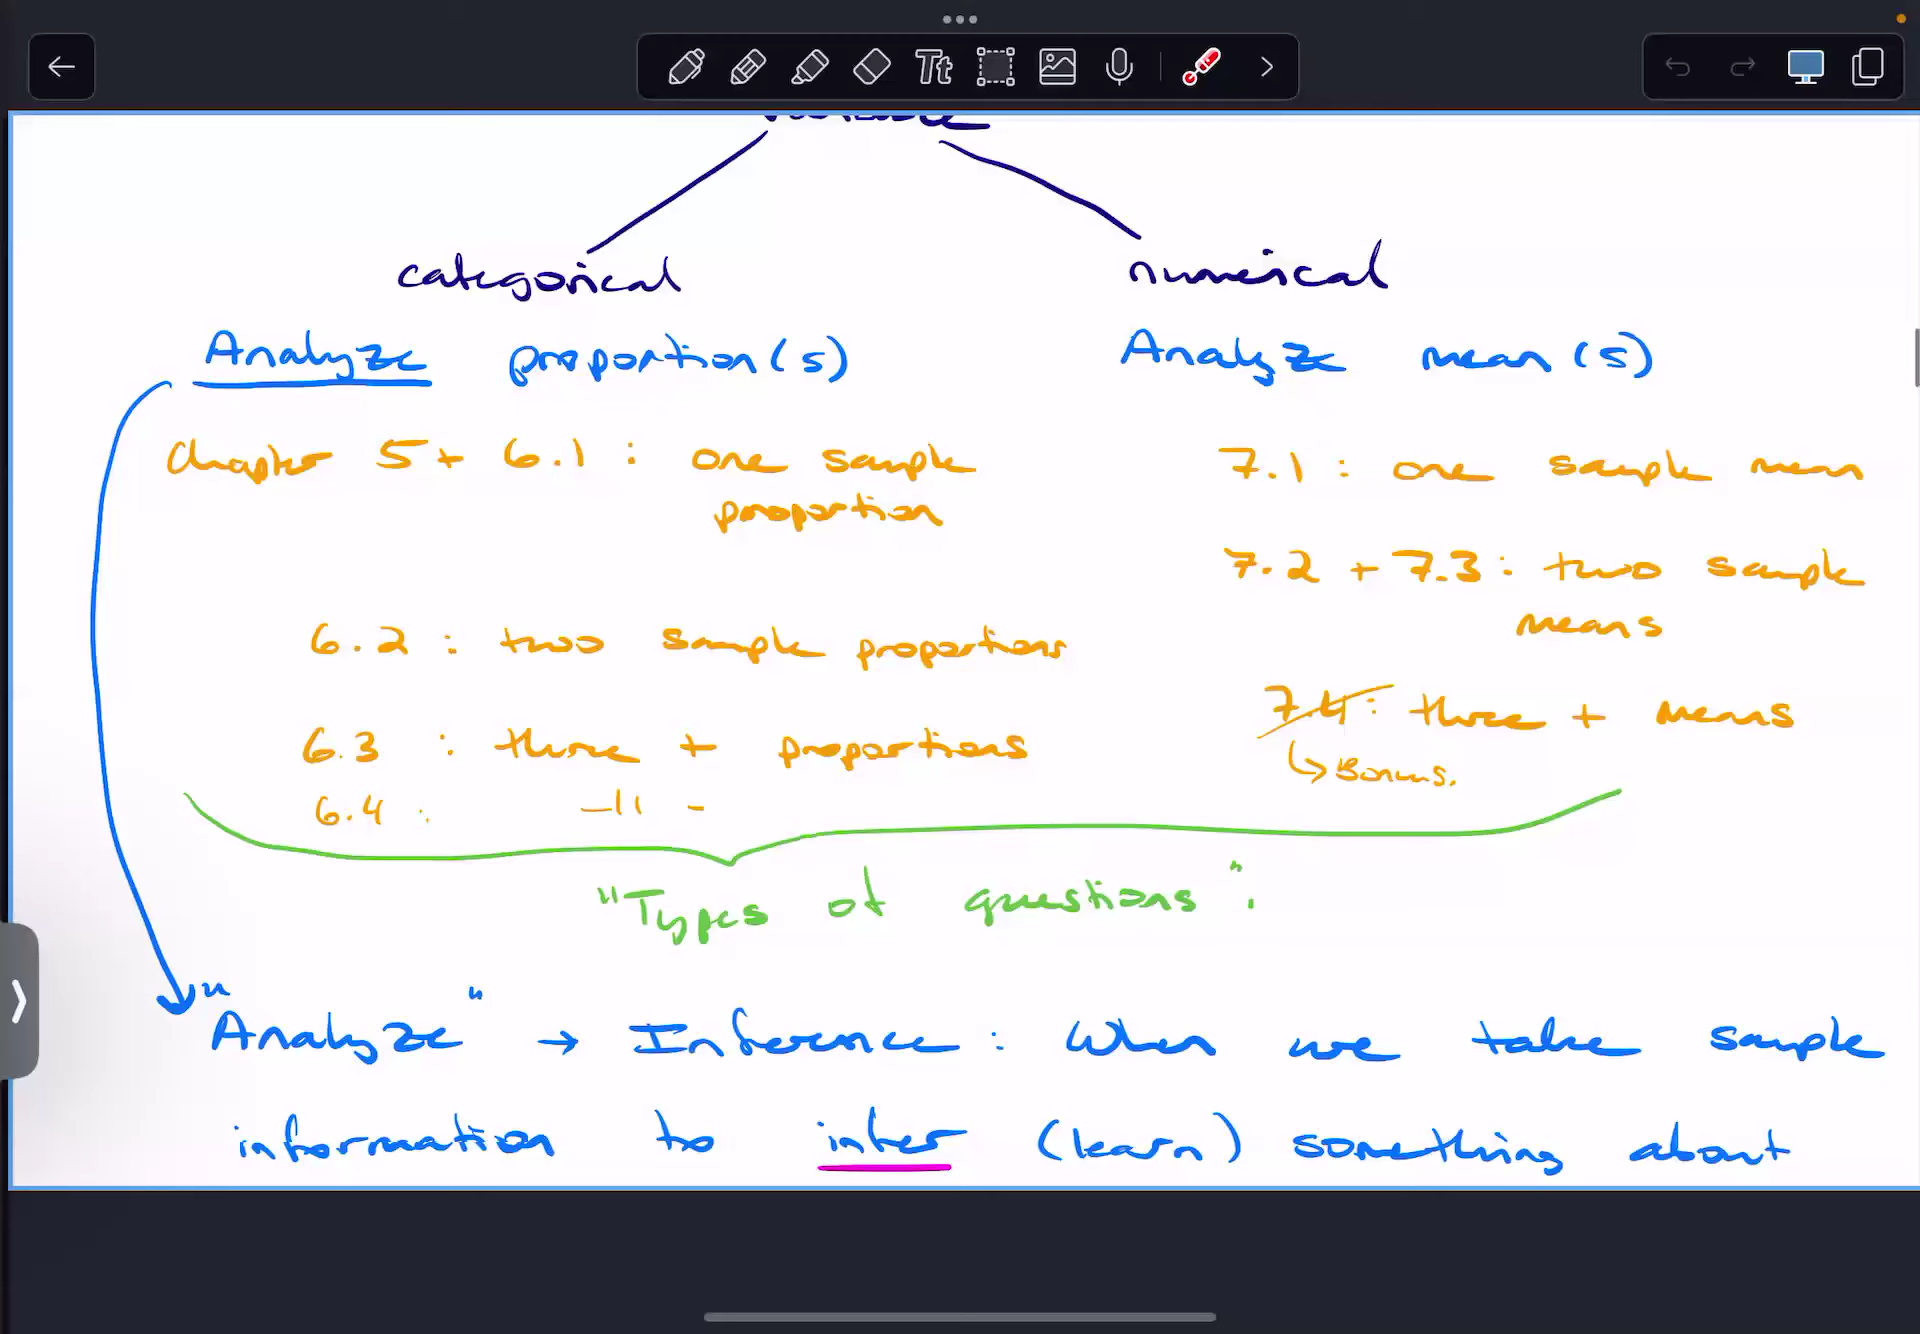 Tt
variable
categorical numerical
Analyze proportion(s) Analyze mean(s)
Chapter 5 + 6.1 : one sample proportion
7.1 : one sample mean
7.2 + 7.3 : two sample means
6.2 : two sample proportions
7.4 : three + means
↳ Bonus.
6.3 : three + proportions
6.4 : -11-
"Types of questions".
"Analyze" → Inference : When we take sample
information to infer (learn) something about